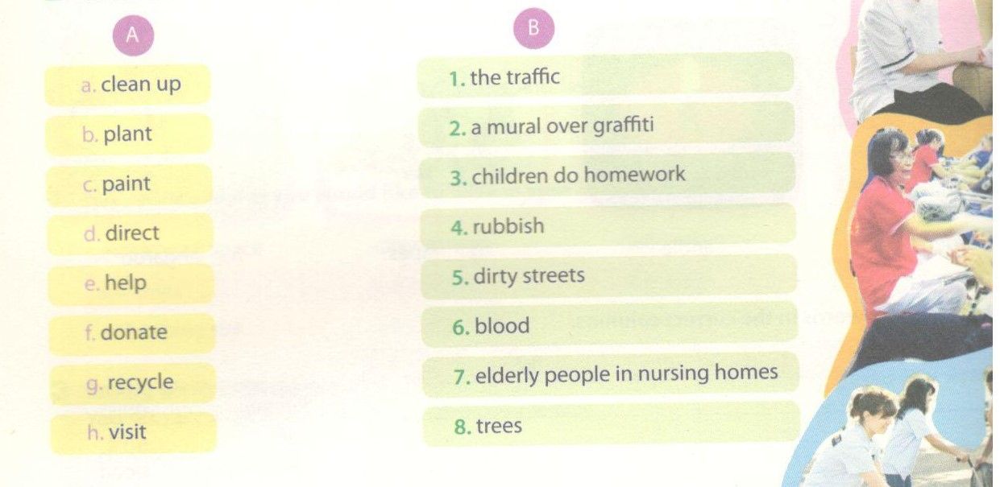 A
B
a. clean up
1. the traffic
b. plant
2. a mural over graffiti
c. paint
3. children do homework
d. direct
4. rubbish
e. help
5. dirty streets
f. donate
6. blood
g. recycle
7. elderly people in nursing homes
h. visit
8. trees